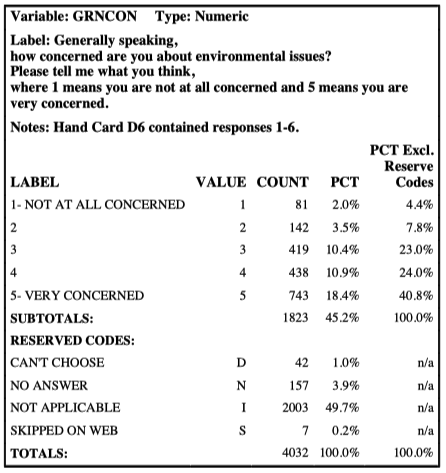 Variable: GRNCON Type: Numeric
Label: Generally speaking,
how concerned are you about environmental issues?
Please tell me what you think,
where 1 means you are not at all concerned and 5 means you are
very concerned.
Notes: Hand Card D6 contained responses 1-6.
PCT Excl.
Reserve
LABEL VALUE COUNT PCT Codes
1- NOT AT ALL CONCERNED 1 81 2.0% 4.4%
2 2 142 3.5% 7.8%
3 3 419 10.4% 23.0%
4 4 438 10.9% 24.0%
5- VERY CONCERNED 5 743 18.4% 40.8%
SUBTOTALS: 1823 45.2% 100.0%
RESERVED CODES:
CAN'T CHOOSE D 42 1.0% n/a
NO ANSWER N 157 3.9% n/a
NOT APPLICABLE I 2003 49.7% n/a
SKIPPED ON WEB S 7 0.2% n/a
TOTALS: 4032 100.0% 100.0%